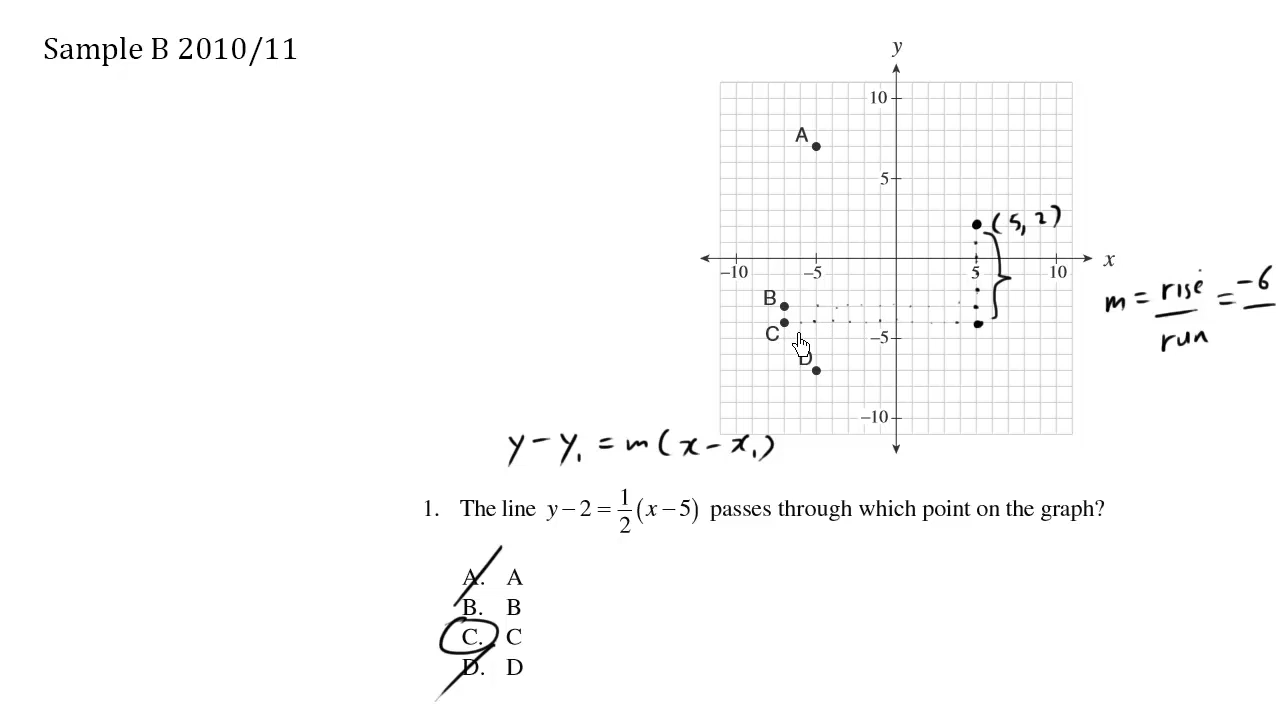 Sample B 2010/11
y
10
A
5
(5, 2)
-10
-5
5
10
x
B
C
D
-5
-10
m = rise/run = -6/
y - y₁ = m(x - x₁)
1. The line y - 2 = 1/2 (x - 5) passes through which point on the graph?
A. A
B. B
C. C
D. D